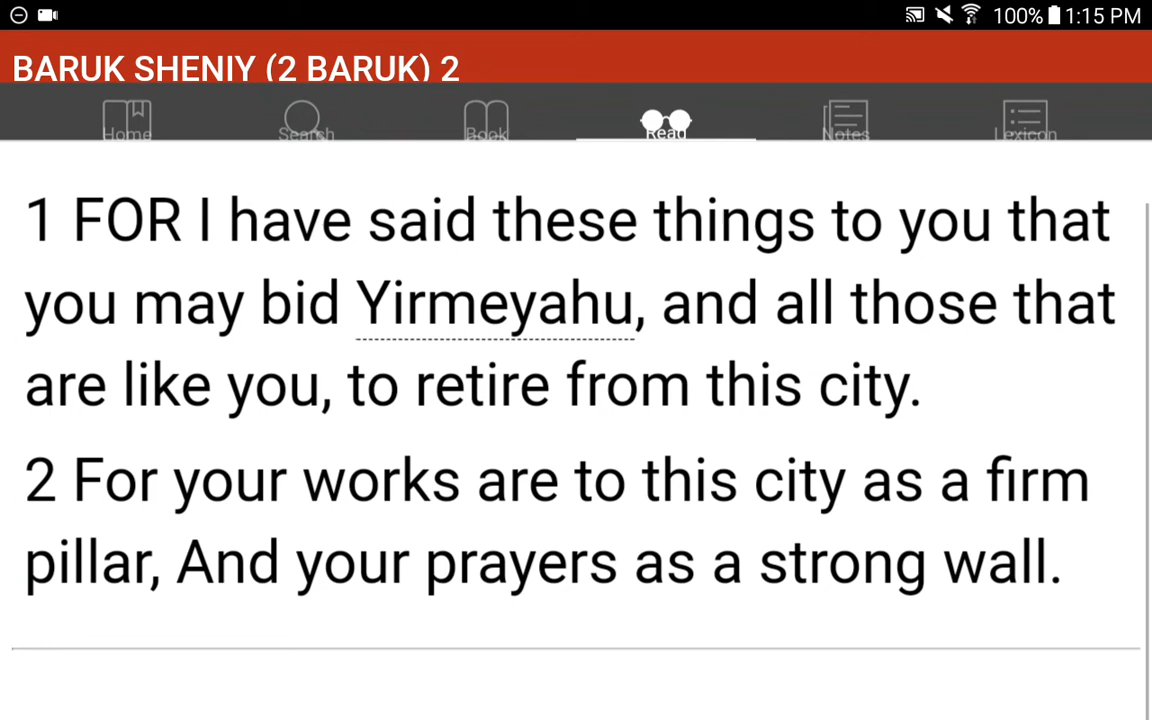 100% 1:15 PM
BARUK SHENIY (2 BARUK) 2
Home Search Book Read Notes Lexicon
1 FOR I have said these things to you that
you may bid Yirmeyahu, and all those that
are like you, to retire from this city.
2 For your works are to this city as a firm
pillar, And your prayers as a strong wall.